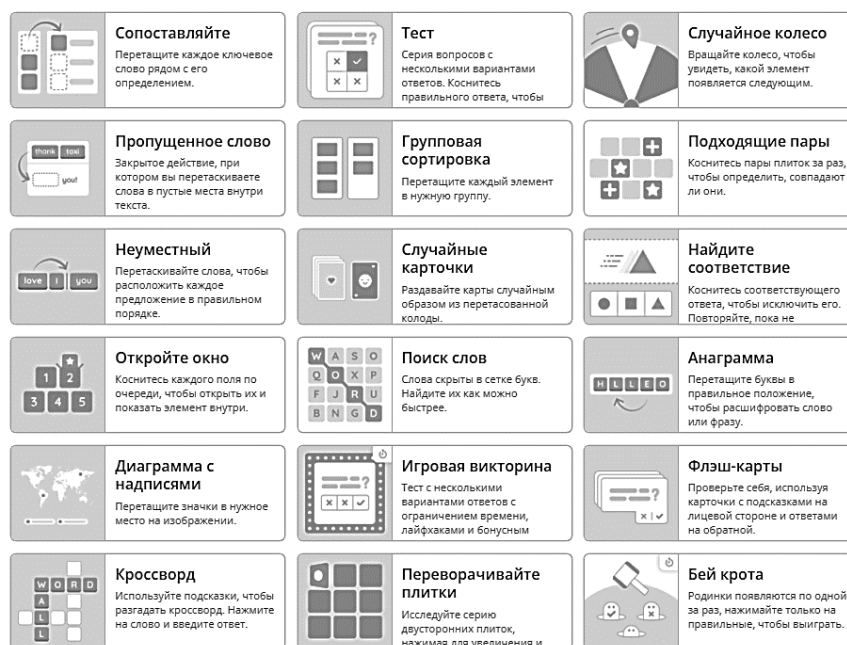 Сопоставляйте
Перетащите каждое ключевое
слово рядом с его
определением.
Тест
Серия вопросов с
несколькими вариантами
ответов. Коснитесь
правильного ответа, чтобы
Случайное колесо
Вращайте колесо, чтобы
увидеть, какой элемент
появляется следующим.
thank taxi
you!
Пропущенное слово
Закрытое действие, при
котором вы перетаскиваете
слова в пустые места внутри
текста.
Групповая
сортировка
Перетащите каждый элемент
в нужную группу.
Подходящие пары
Коснитесь пары плиток за раз,
чтобы определить, совпадают
ли они.
love I you
Неуместный
Перетаскивайте слова, чтобы
расположить каждое
предложение в правильном
порядке.
Случайные
карточки
Раздавайте карты случайным
образом из перетасованной
колоды.
Найдите
соответствие
Коснитесь соответствующего
ответа, чтобы исключить его.
Повторяйте, пока не
1 2
3 4 5
Откройте окно
Коснитесь каждого поля по
очереди, чтобы открыть их и
показать элемент внутри.
W A S O
Q O X P
F J R U
B N G D
Поиск слов
Слова скрыты в сетке букв.
Найдите их как можно
быстрее.
H L L E O
Анаграмма
Перетащите буквы в
правильное положение,
чтобы расшифровать слово
или фразу.
Диаграмма с
надписями
Перетащите значки в нужное
место на изображении.
?
Игровая викторина
Тест с несколькими
вариантами ответов с
ограничением времени,
лайфхаками и бонусным
?
Флэш-карты
Проверьте себя, используя
карточки с подсказками на
лицевой стороне и ответами
на обратной.
W O R D
A
L
L
Кроссворд
Используйте подсказки, чтобы
разгадать кроссворд. Нажмите
на слово и введите ответ.
Переворачивайте
плитки
Исследуйте серию
двусторонних плиток,
нажимая для увеличения и
Бей крота
Родинки появляются по одной
за раз, нажимайте только на
правильные, чтобы выиграть.